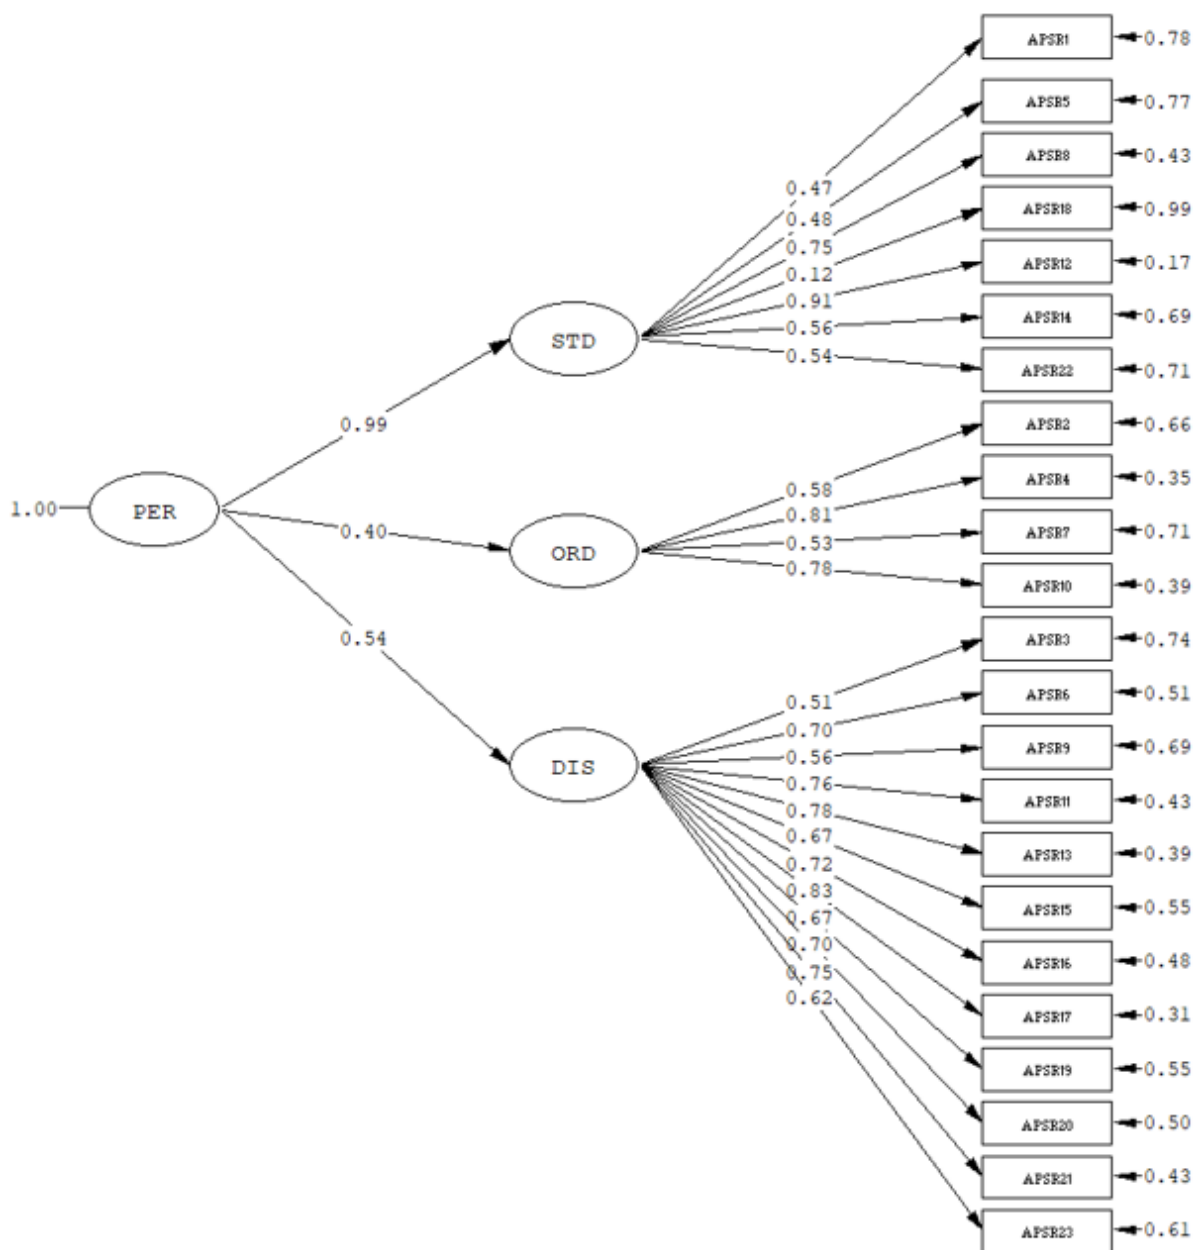 APSR1 0.78
APSR5 0.77
APSR8 0.43
0.47
APSR18 0.99
0.48
0.75
0.12
APSR12 0.17
0.91
APSR14 0.69
STD
0.56
0.54
APSR22 0.71
0.99
APSR2 0.66
APSR4 0.35
0.58
1.00 PER
0.81
0.40
0.53
APSR7 0.71
ORD
0.78
APSR10 0.39
0.54
APSR3 0.74
APSR6 0.51
0.51
0.70
APSR9 0.69
0.56
DIS
0.76
APSR11 0.43
0.78
0.67
APSR13 0.39
0.72
0.83
APSR15 0.55
0.67
0.70
APSR16 0.48
0.75
0.62
APSR17 0.31
APSR19 0.55
APSR20 0.50
APSR21 0.43
APSR23 0.61